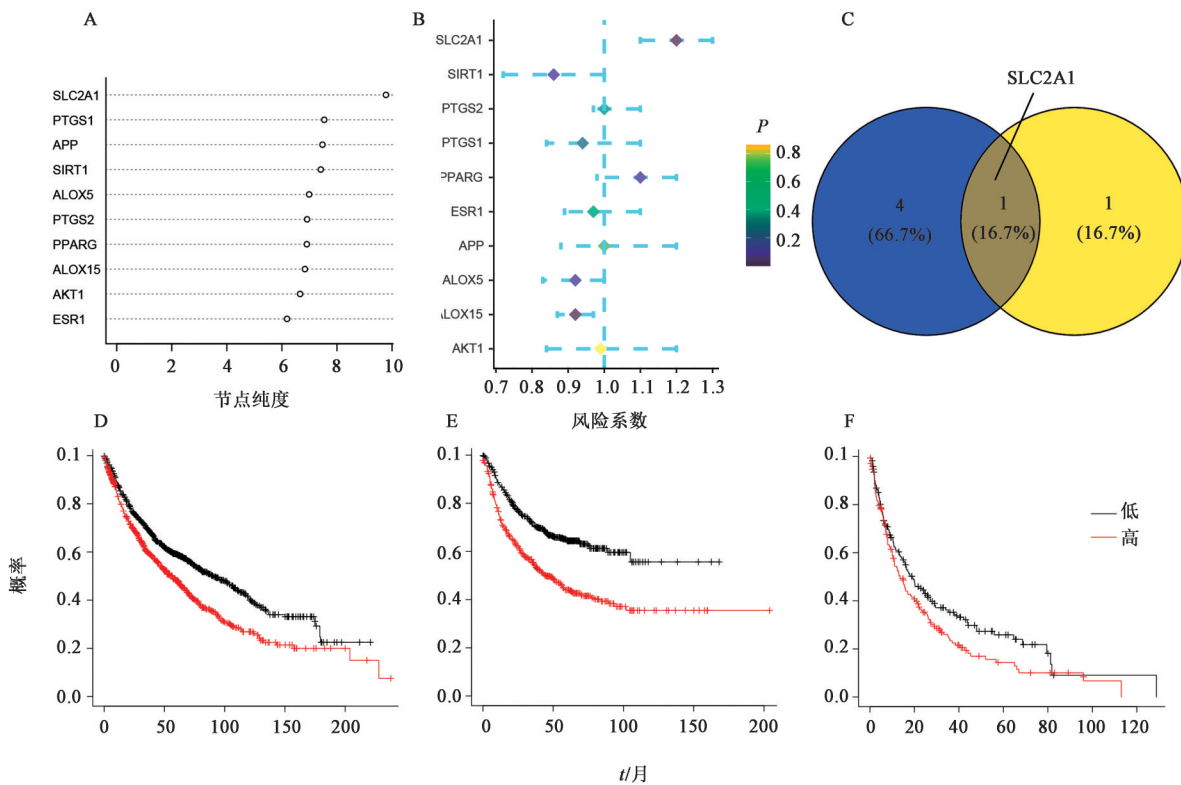 A
SLC2A1
PTGS1
APP
SIRT1
ALOX5
PTGS2
PPARG
ALOX15
AKT1
ESR1
0 2 4 6 8 10
节点纯度
B
SLC2A1
SIRT1
PTGS2
PTGS1
PPARG
ESR1
APP
ALOX5
ALOX15
AKT1
0.7 0.8 0.9 1.0 1.1 1.2 1.3
风险系数
P
0.8
0.6
0.4
0.2
C
SLC2A1
4
(66.7%)
1
(16.7%)
1
(16.7%)
D
0.1
0.8
0.6
0.4
0.2
0.0
概率
0 50 100 150 200
E
0.1
0.8
0.6
0.4
0.2
0.0
0 50 100 150 200
t/月
F
0.1
0.8
0.6
0.4
0.2
0.0
0 20 40 60 80 100 120
低
高